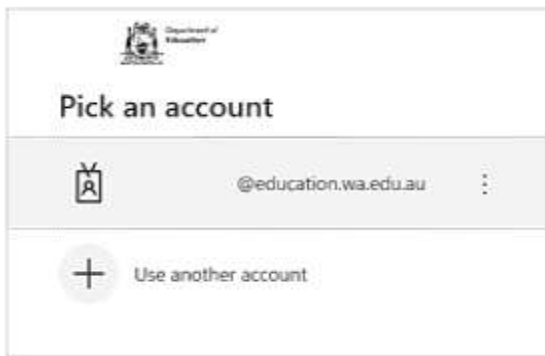 Department of
Education
Pick an account
@education.wa.edu.au
Use another account